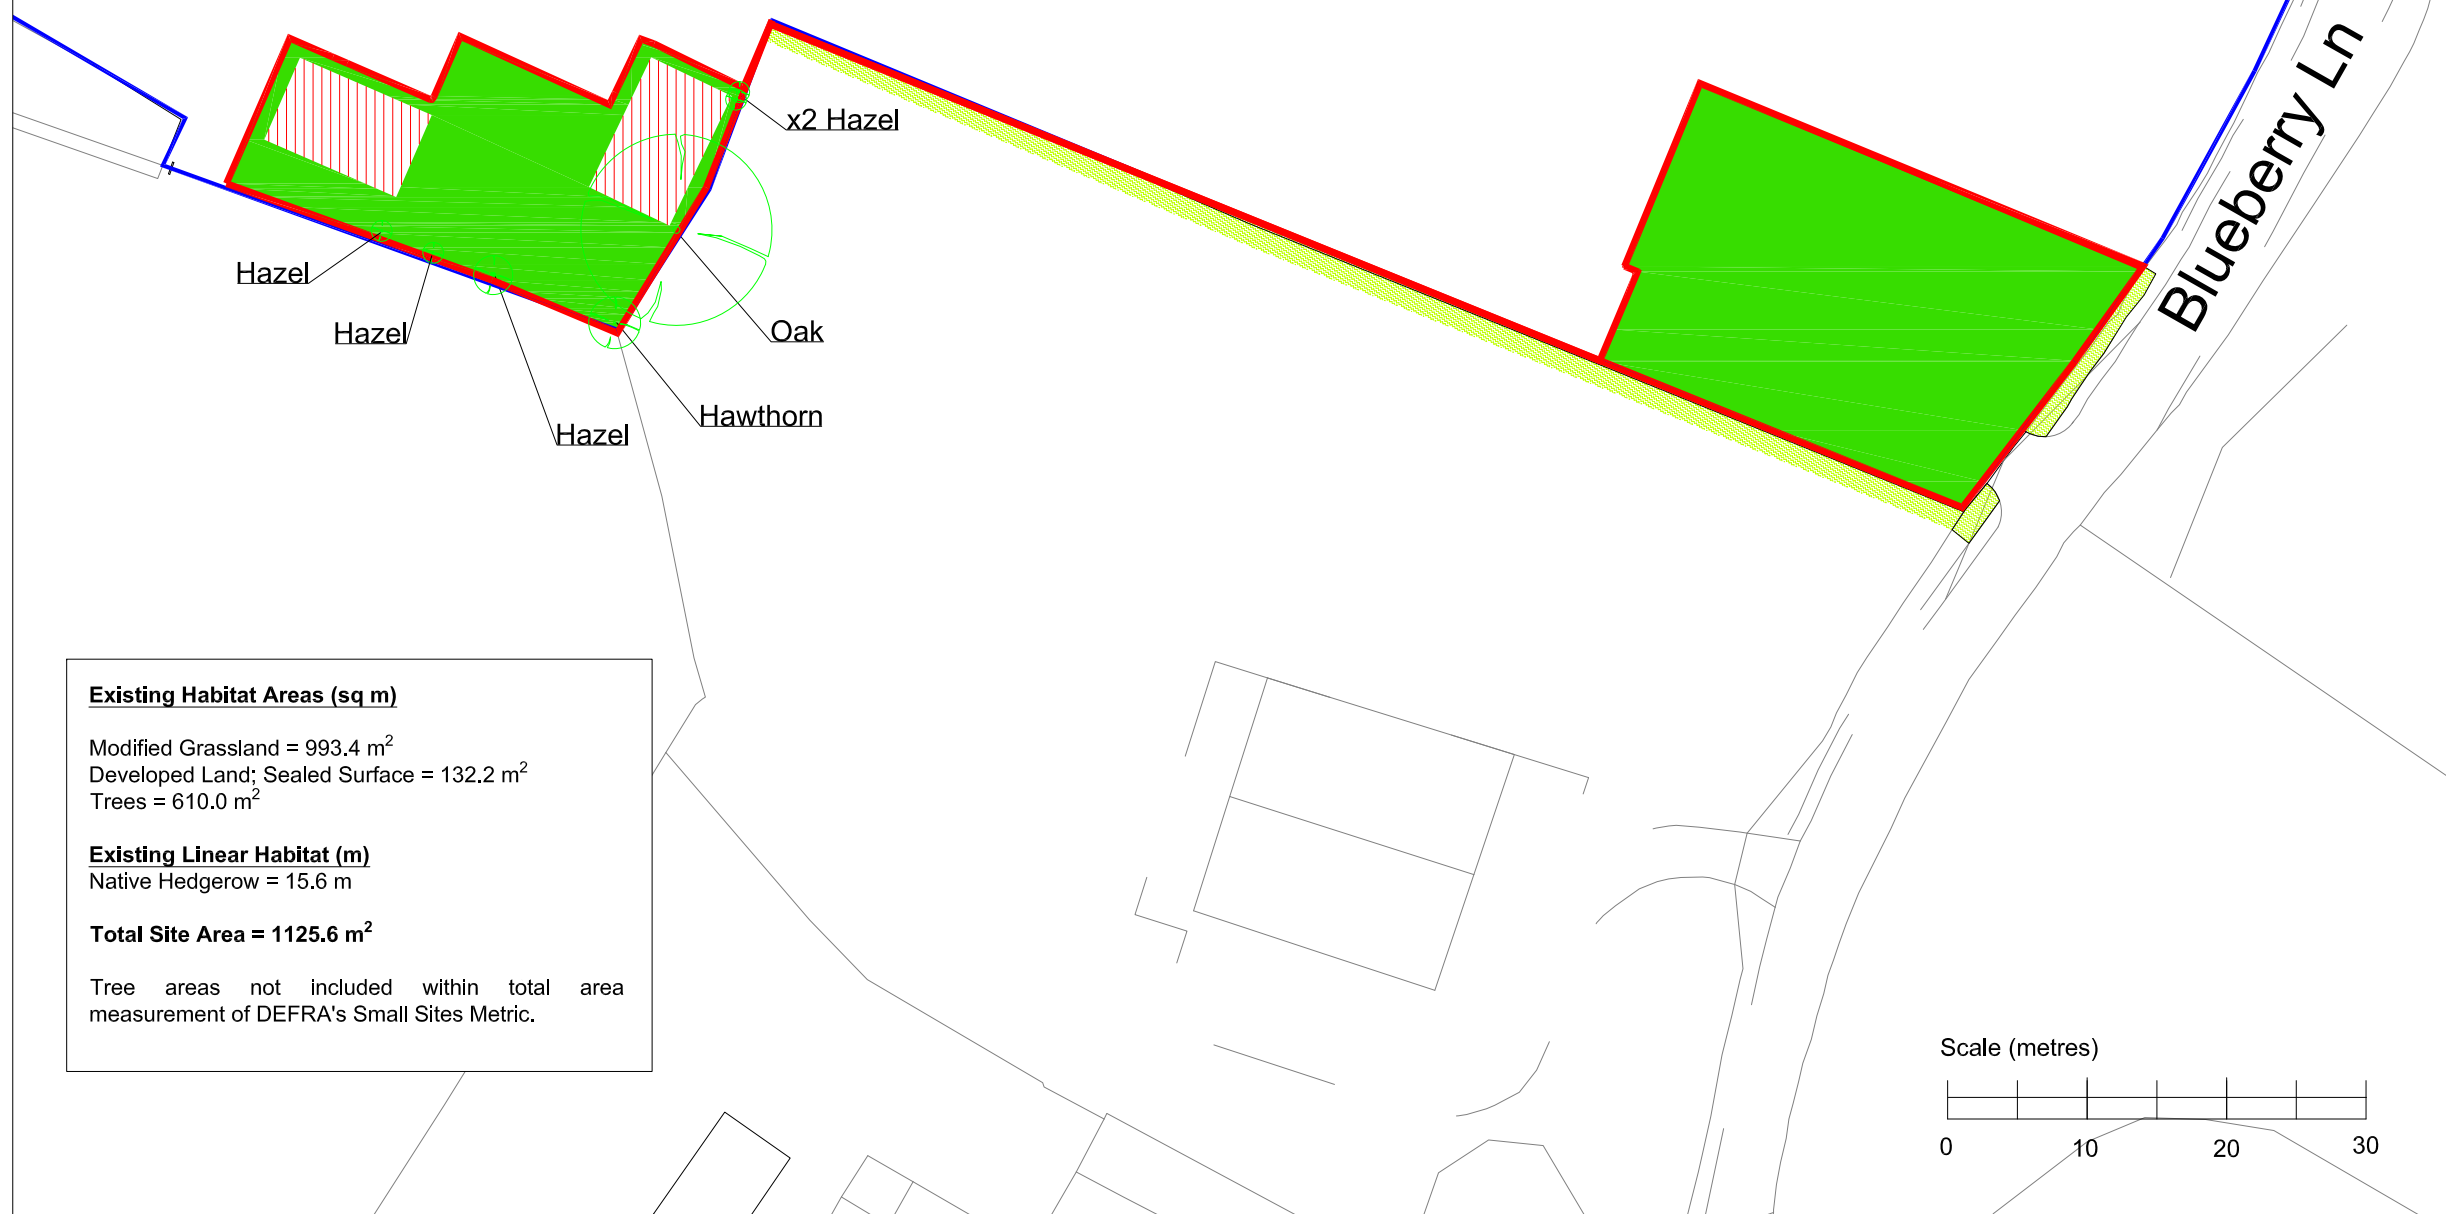 Blueberry Ln
x2 Hazel
Hazel
Hazel
Oak
Hawthorn
Hazel
Existing Habitat Areas (sq m)
Modified Grassland = 993.4 m²
Developed Land; Sealed Surface = 132.2 m²
Trees = 610.0 m²
Existing Linear Habitat (m)
Native Hedgerow = 15.6 m
Total Site Area = 1125.6 m²
Tree areas not included within total area
measurement of DEFRA's Small Sites Metric.
Scale (metres)
0 10 20 30